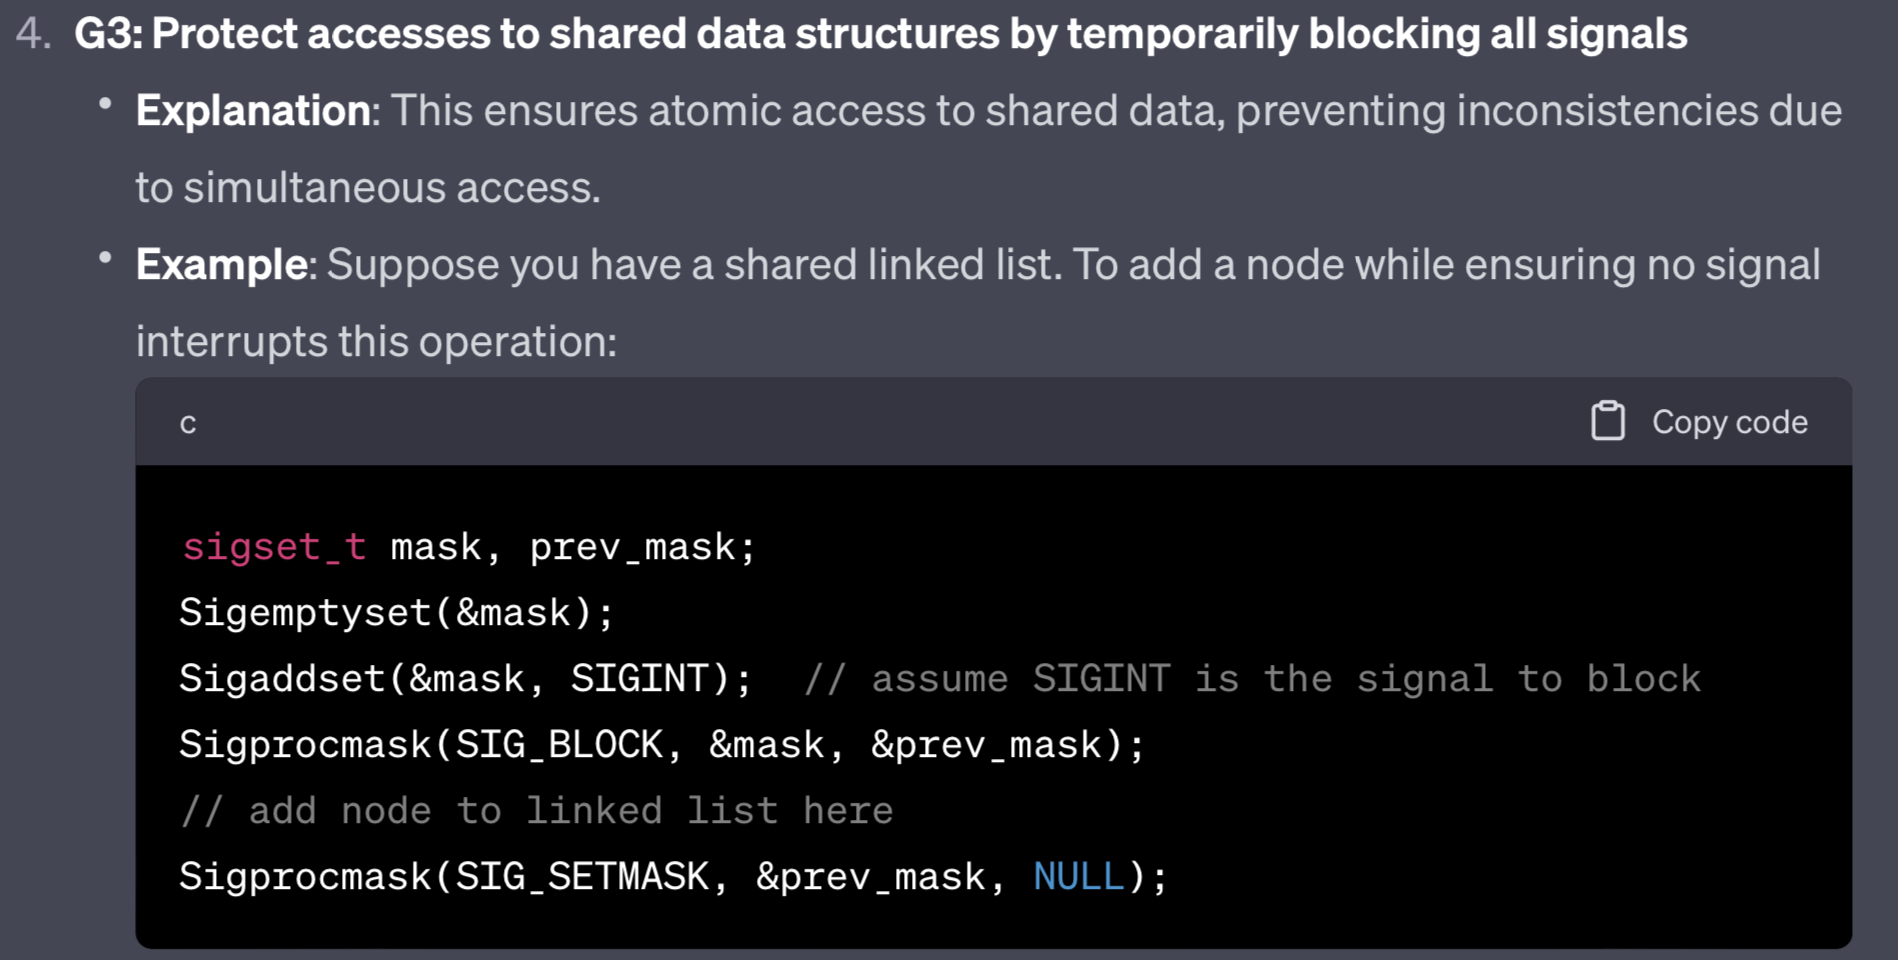 4. G3: Protect accesses to shared data structures by temporarily blocking all signals
• Explanation: This ensures atomic access to shared data, preventing inconsistencies due
to simultaneous access.
• Example: Suppose you have a shared linked list. To add a node while ensuring no signal
interrupts this operation:
c Copy code
sigset_t mask, prev_mask;
Sigemptyset(&mask);
Sigaddset(&mask, SIGINT);  // assume SIGINT is the signal to block
Sigprocmask(SIG_BLOCK, &mask, &prev_mask);
// add node to linked list here
Sigprocmask(SIG_SETMASK, &prev_mask, NULL);